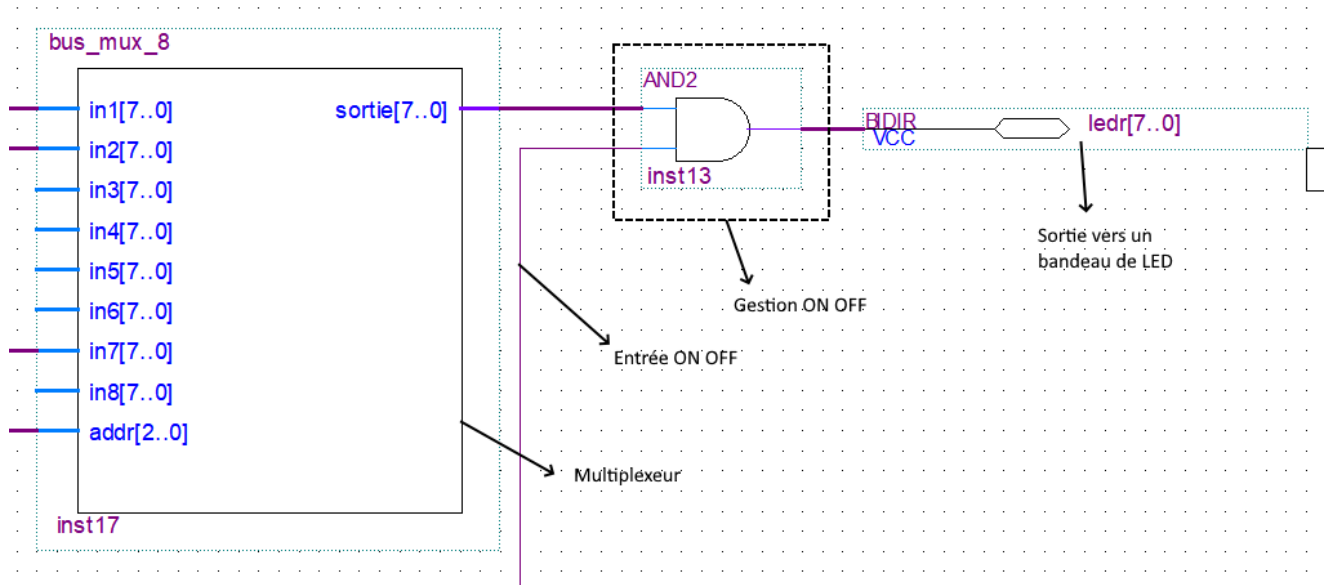 bus_mux_8
in1[7..0]
sortie[7..0]
in2[7..0]
in3[7..0]
in4[7..0]
in5[7..0]
in6[7..0]
in7[7..0]
in8[7..0]
addr[2..0]
inst17
AND2
inst13
BIDIR
VCC
ledr[7..0]
Sortie vers un
bandeau de LED
Gestion ON OFF
Entrée ON OFF
Multiplexeur